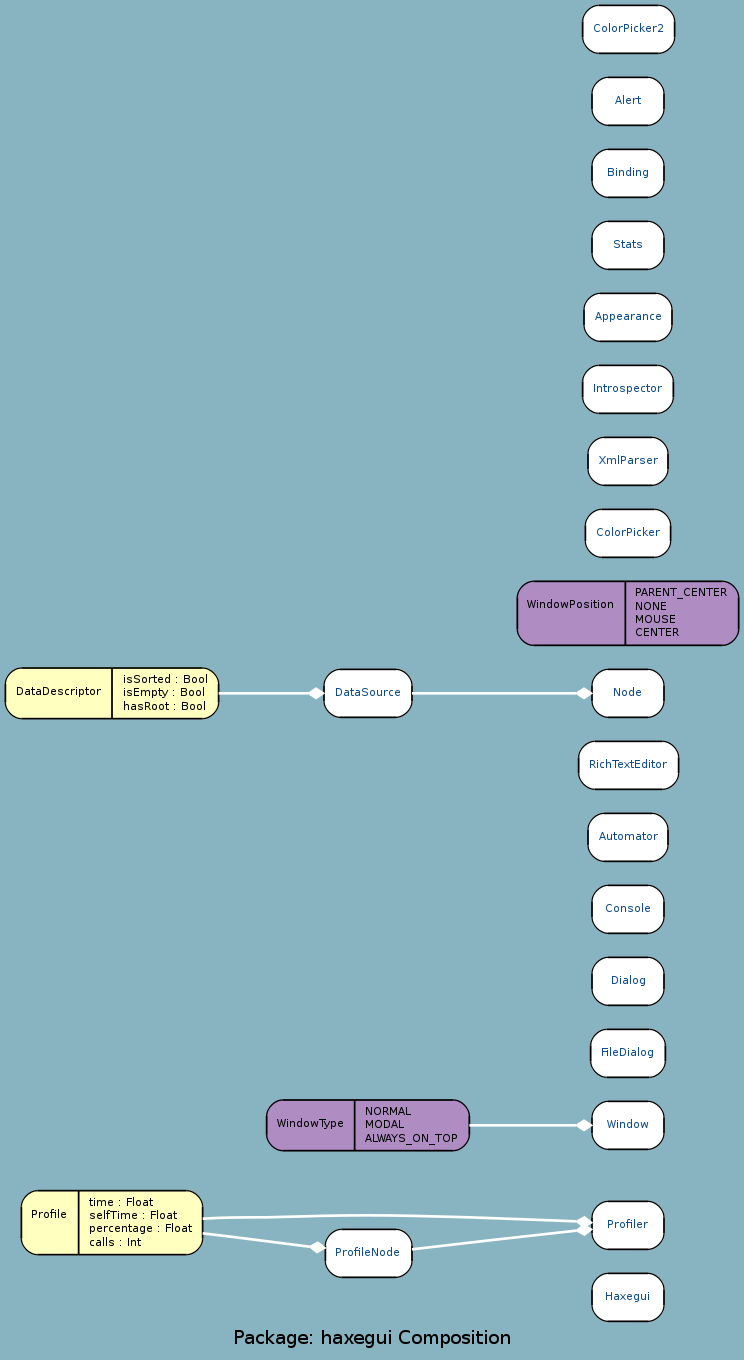 ColorPicker2
Alert
Binding
Stats
Appearance
Introspector
XmlParser
ColorPicker
WindowPosition
PARENT_CENTER
NONE
MOUSE
CENTER
DataDescriptor
isSorted : Bool
isEmpty : Bool
hasRoot : Bool
DataSource
Node
RichTextEditor
Automator
Console
Dialog
FileDialog
WindowType
NORMAL
MODAL
ALWAYS_ON_TOP
Window
Profile
time : Float
selfTime : Float
percentage : Float
calls : Int
ProfileNode
Profiler
Haxegui
Package: haxegui Composition